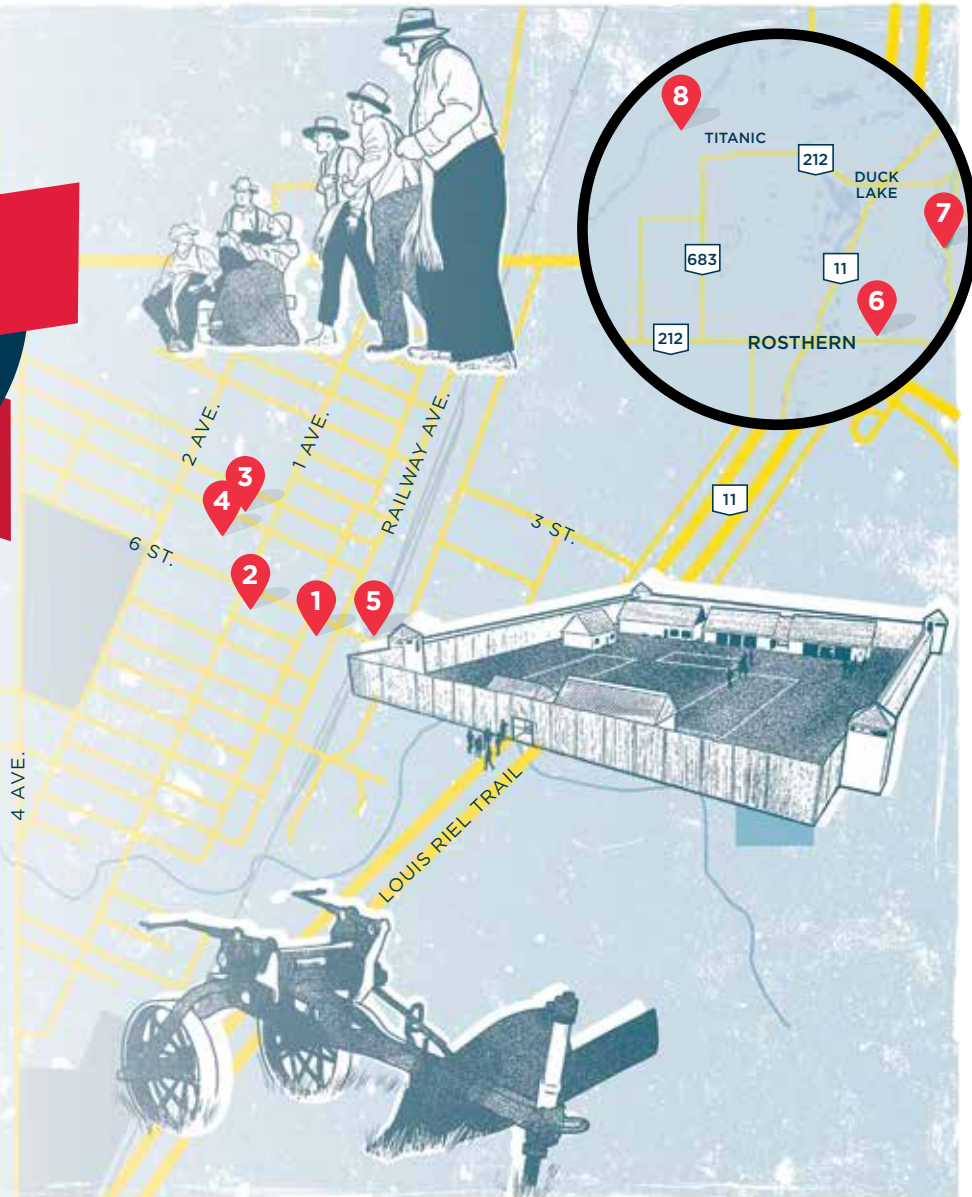 8
TITANIC
212
DUCK
LAKE
7
683
11
6
212
ROSTHERN
2 AVE.
1 AVE.
RAILWAY AVE.
3
4
11
3 ST.
6 ST.
2
1
5
4 AVE.
LOUIS RIEL TRAIL